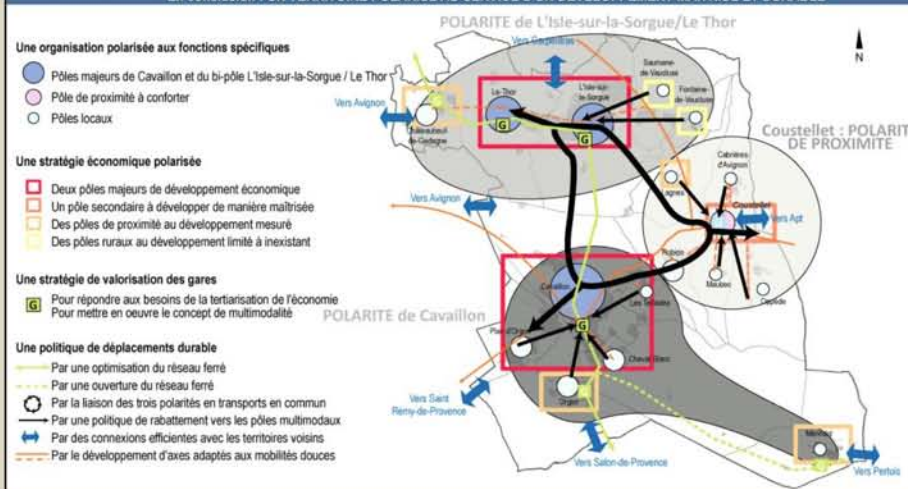 POLARITE de L'Isle-sur-la-Sorgue/Le Thor
Une organisation polarisée aux fonctions spécifiques
Pôles majeurs de Cavaillon et du bi-pôle L'Isle-sur-la-Sorgue / Le Thor
Pôle de proximité à conforter
Pôles locaux
Une stratégie économique polarisée
Deux pôles majeurs de développement économique
Un pôle secondaire à développer de manière maîtrisée
Des pôles de proximité au développement mesuré
Des pôles ruraux au développement limité à inexistant
Une stratégie de valorisation des gares
G
Pour répondre aux besoins de la tertiarisation de l'économie
Pour mettre en oeuvre le concept de multimodalité
Une politique de déplacements durable
Par une optimisation du réseau ferré
Par une ouverture du réseau ferré
Par la liaison des trois polarités en transports en commun
Par une politique de rabattement vers les pôles multimodaux
Par des connexions efficientes avec les territoires voisins
Par le développement d'axes adaptés aux mobilités douces
Vers Carpentras
N
Saumane-
de-Vaucluse
Fontaine-
de-Vaucluse
Le Thor
L'Isle-sur-
la-Sorgue
G
G
Vers Avignon
Châteauneuf-
de-Gadagne
Coustellet : POLARIT
DE PROXIMITE
Cabrières
d'Avignon
Lagnes
Coustellet
Vers Apt
Vers Avignon
Robion
Maubec
Oppède
Cavaillon
Les Taillades
POLARITE de Cavaillon
G
Plan d'Orgon
Cheval-Blanc
Orgon
Vers Saint
Rémy-de-Provence
Vers Salon-de-Provence
Mérindol
Vers Pertuis